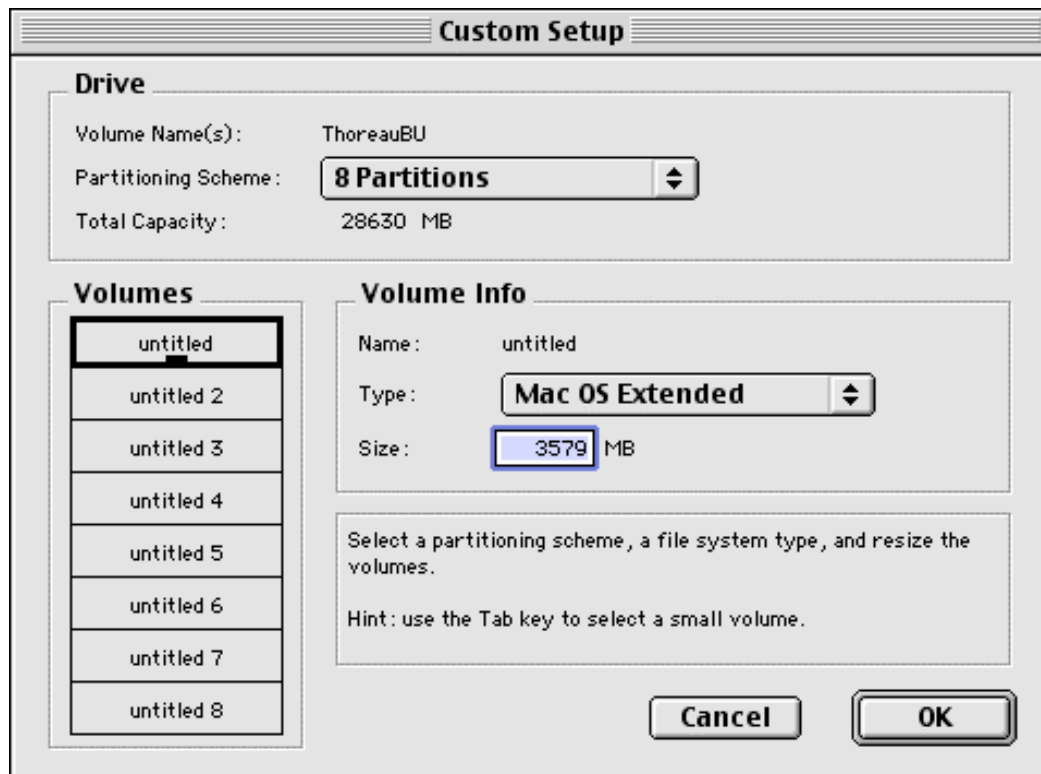 Custom Setup
Drive
Volume Name(s): ThoreauBU
Partitioning Scheme: 8 Partitions
Total Capacity: 28630 MB
Volumes
untitled
untitled 2
untitled 3
untitled 4
untitled 5
untitled 6
untitled 7
untitled 8
Volume Info
Name: untitled
Type: Mac OS Extended
Size: 3579 MB
Select a partitioning scheme, a file system type, and resize the
volumes.
Hint: use the Tab key to select a small volume.
Cancel OK